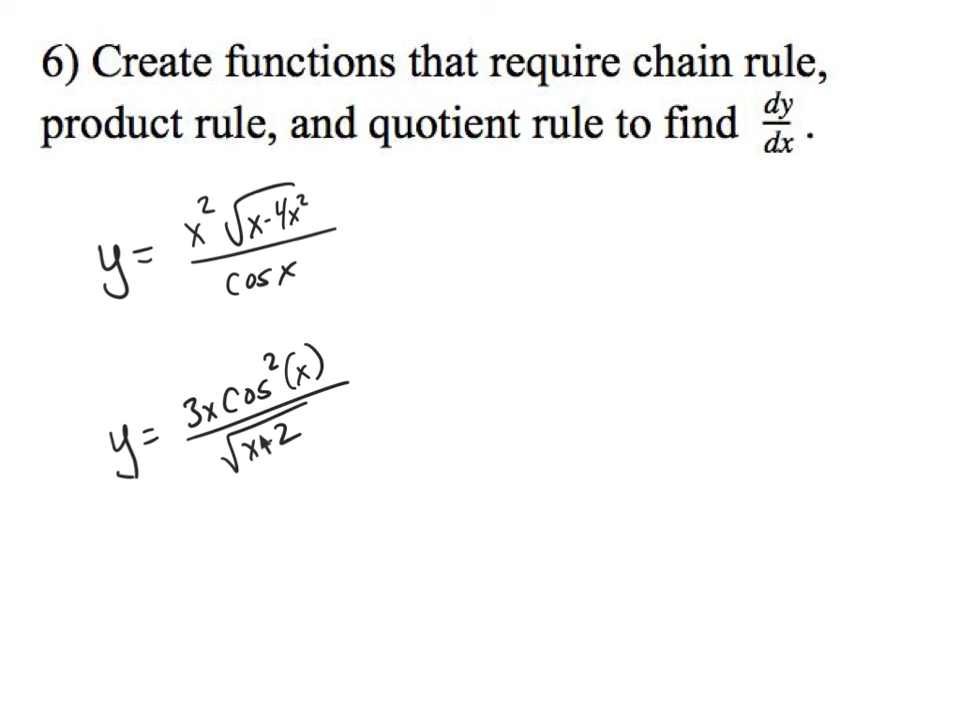 6) Create functions that require chain rule,
product rule, and quotient rule to find dy/dx .
y = x²√(x-4x²) / cos x
y = 3x cos²(x) / √(x+2)